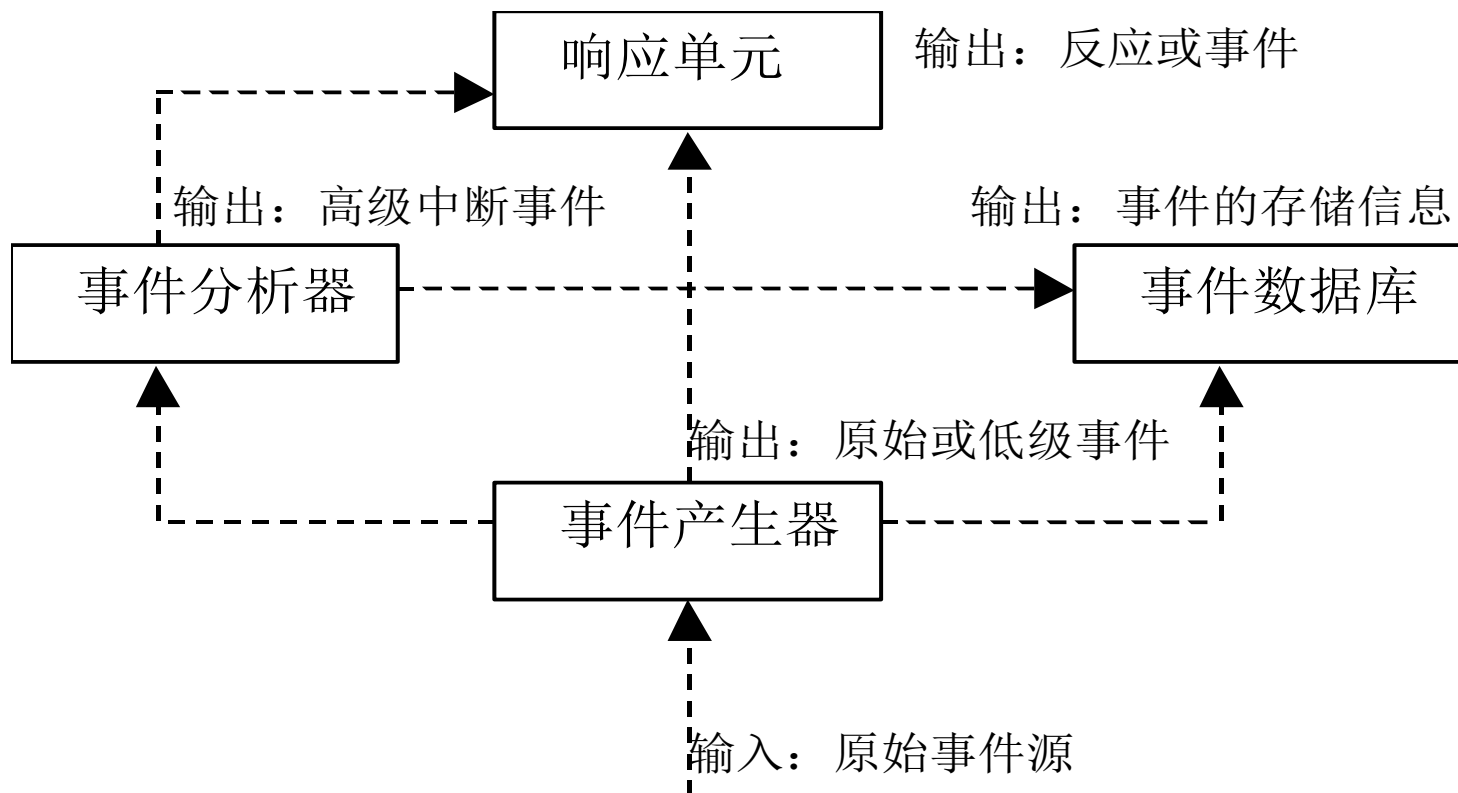 响应单元
输出：反应或事件
输出：高级中断事件
输出：事件的存储信息
事件分析器
事件数据库
输出：原始或低级事件
事件产生器
输入：原始事件源